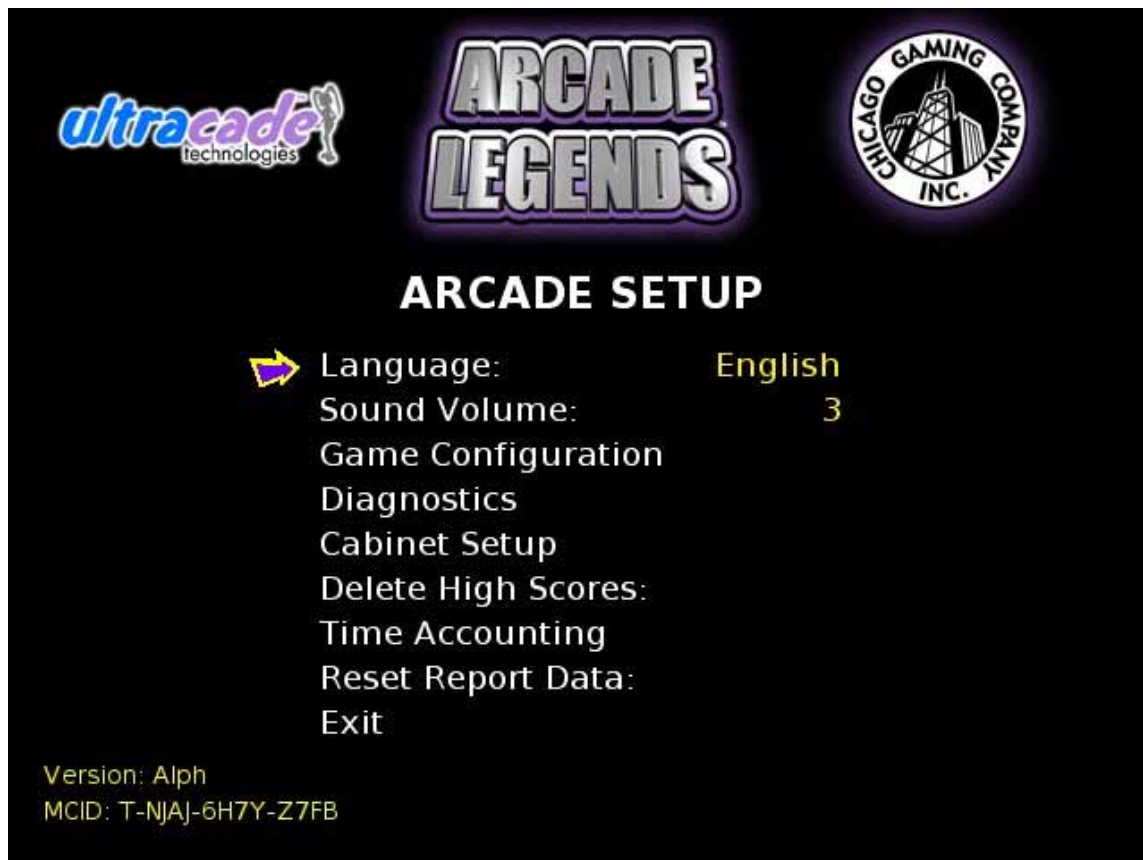 ultracade
technologies
ARCADE
LEGENDS
CHICAGO GAMING COMPANY
INC.
ARCADE SETUP
Language: English
Sound Volume: 3
Game Configuration
Diagnostics
Cabinet Setup
Delete High Scores:
Time Accounting
Reset Report Data:
Exit
Version: Alph
MCID: T-NJAJ-6H7Y-Z7FB